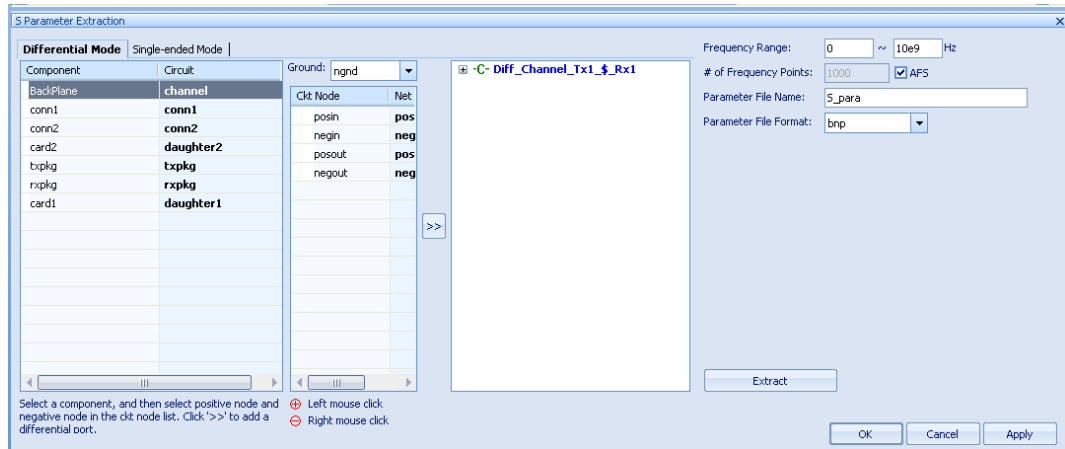 S Parameter Extraction
Differential Mode Single-ended Mode
Component Circuit
BackPlane channel
conn1 conn1
conn2 conn2
card2 daughter2
txpkg txpkg
rxpkg rxpkg
card1 daughter1
Select a component, and then select positive node and
negative node in the ckt node list. Click '>>' to add a
differential port.
Ground: ngnd
Ckt Node Net
posin pos
negin neg
posout pos
negout neg
Left mouse click
Right mouse click
>>
-C- Diff_Channel_Tx1_$_Rx1
Frequency Range: 0 ~ 10e9 Hz
# of Frequency Points: 1000 AFS
Parameter File Name: S_para
Parameter File Format: bnp
Extract
OK Cancel Apply